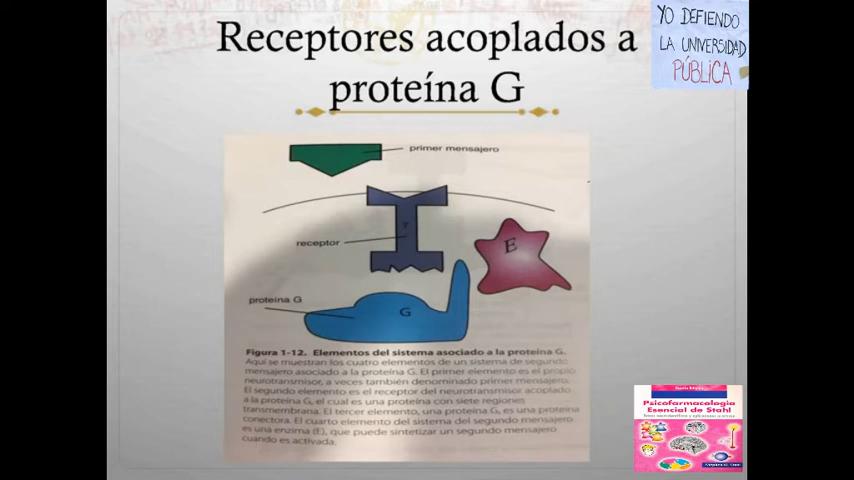 Receptores acoplados a
proteína G
YO DEFIENDO
LA UNIVERSIDAD
PÚBLICA
primer mensajero
7
receptor
E
proteína G
G
Figura 1-12. Elementos del sistema asociado a la proteína G.
Aquí se muestran los cuatro elementos de un sistema de segundo
mensajero asociado a la proteína G. El primer elemento es el propio
neurotransmisor, a veces también denominado primer mensajero.
El segundo elemento es el receptor del neurotransmisor acoplado
a la proteína G, el cual es una proteína con siete regiones
transmembrana. El tercer elemento, una proteína G, es una proteína
conectora. El cuarto elemento del sistema del segundo mensajero
es una enzima (E), que puede sintetizar un segundo mensajero
cuando es activada.
Psicofarmacología
Esencial de Stahl